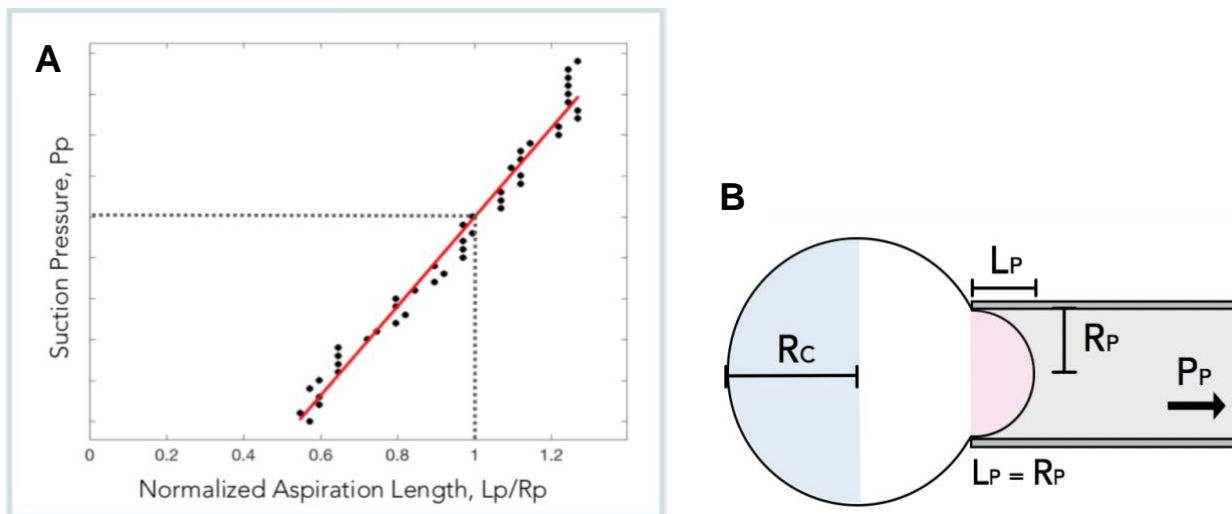 A
Suction Pressure, Pp
0 0.2 0.4 0.6 0.8 1 1.2
Normalized Aspiration Length, Lp/Rp
B
LP
RC
RP
PP
LP = RP